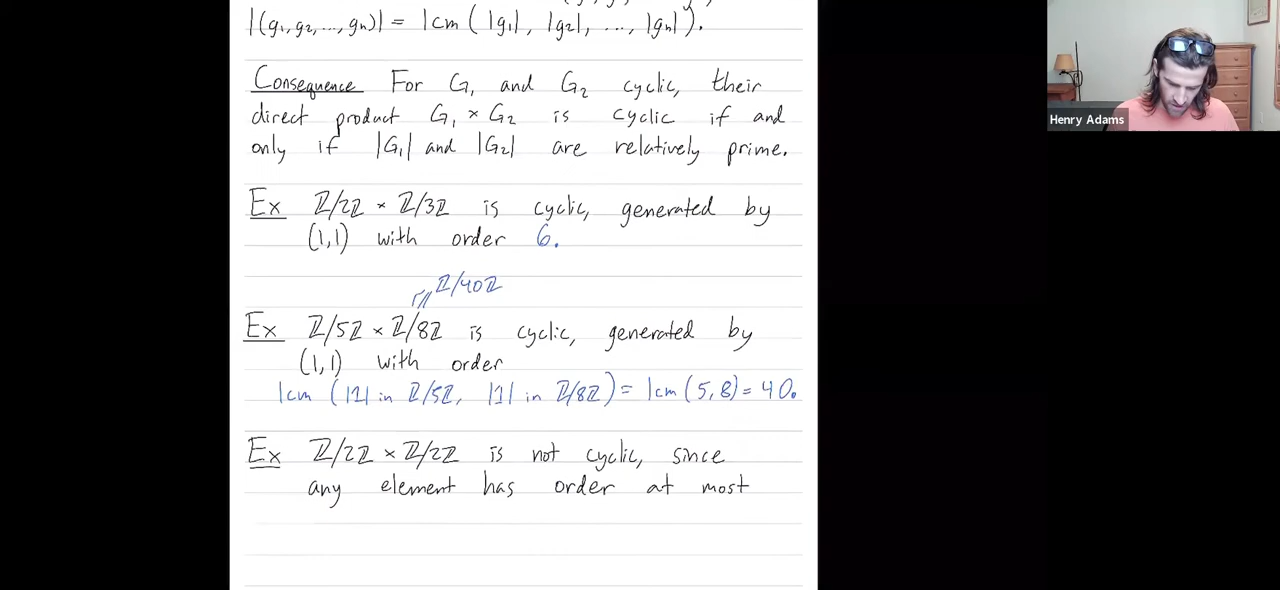 |(g₁,g₂,...,gₙ)| = lcm (|g₁|, |g₂|, ..., |gₙ|).
Consequence For G₁ and G₂ cyclic, their
direct product G₁ × G₂ is cyclic if and
only if |G₁| and |G₂| are relatively prime.
Ex ℤ/2ℤ × ℤ/3ℤ is cyclic, generated by
(1,1) with order 6.
≅ ℤ/40ℤ
Ex ℤ/5ℤ × ℤ/8ℤ is cyclic, generated by
(1,1) with order
lcm (|1| in ℤ/5ℤ, |1| in ℤ/8ℤ) = lcm(5,8) = 40.
Ex ℤ/2ℤ × ℤ/2ℤ is not cyclic, since
any element has order at most
Henry Adams